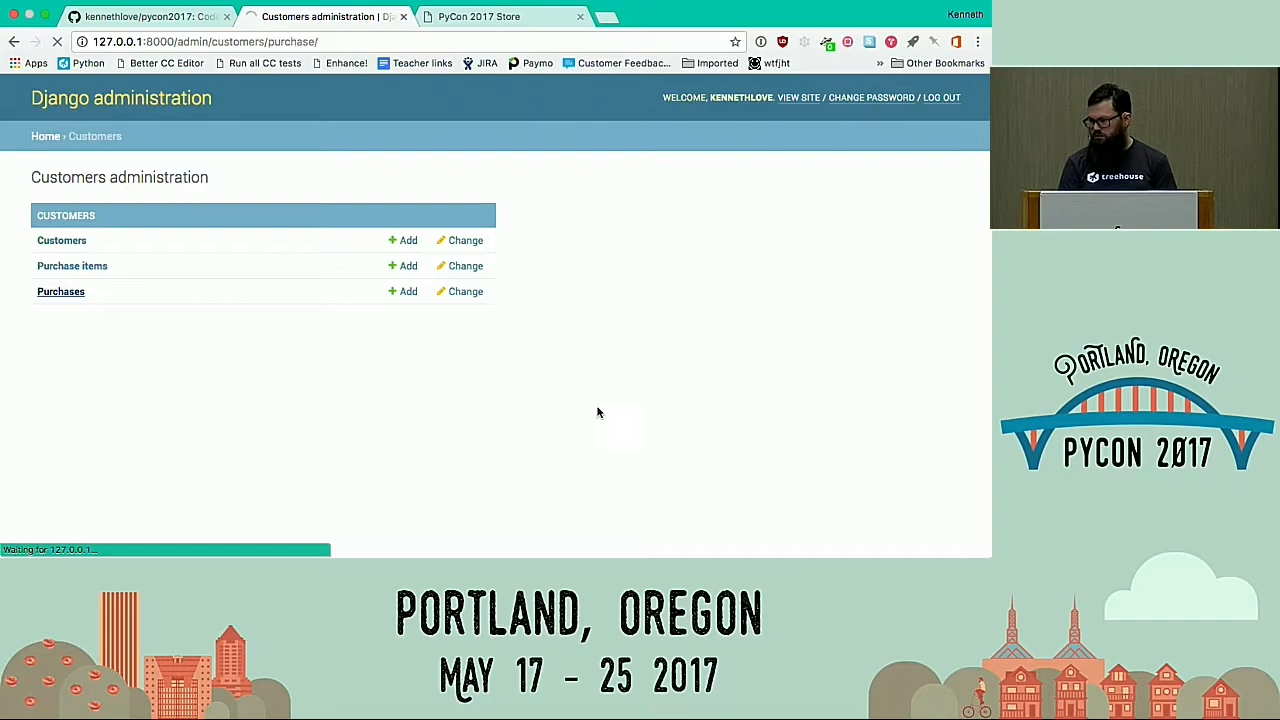 kennethlove/pycon2017: Cod
Customers administration | Dj
PyCon 2017 Store
Kenneth
127.0.0.1:8000/admin/customers/purchase/
0
Apps
Python
Better CC Editor
Run all CC tests
Enhance!
Teacher links
JIRA
Paymo
Customer Feedbac...
Imported
wtfjht
»
Other Bookmarks
Django administration
WELCOME, KENNETHLOVE. VIEW SITE / CHANGE PASSWORD / LOG OUT
Home › Customers
Customers administration
CUSTOMERS
Customers + Add Change
Purchase items + Add Change
Purchases + Add Change
Waiting for 127.0.0.1...
treehouse
PORTLAND, OREGON
PYCON 2017
PORTLAND, OREGON
MAY 17 - 25 2017